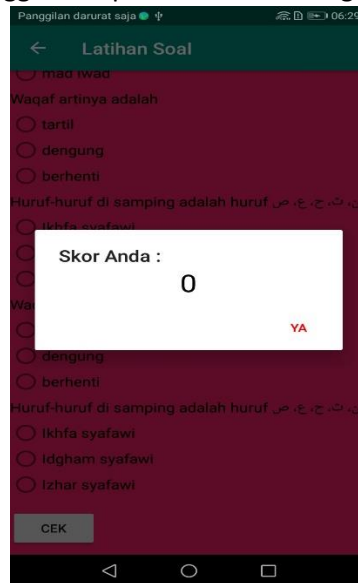 Panggilan darurat saja 06:29
Latihan Soal
mad iwad
Waqaf artinya adalah
tartil
dengung
berhenti
Huruf-huruf di samping adalah huruf ث، ج، ع، ص
Ikhfa syafawi
Skor Anda :
0
Wa
YA
dengung
berhenti
Huruf-huruf di samping adalah huruf ث، ج، ع، ص
Ikhfa syafawi
Idgham syafawi
Izhar syafawi
CEK